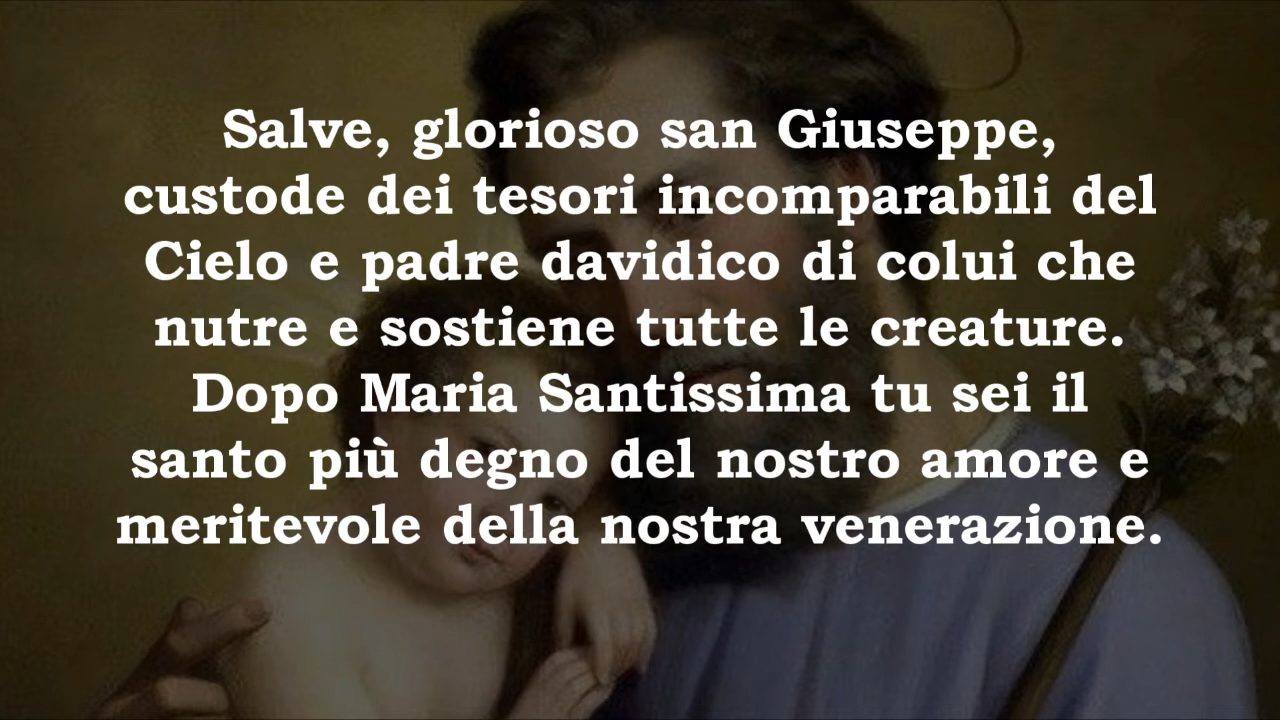 Salve, glorioso san Giuseppe,
custode dei tesori incomparabili del
Cielo e padre davidico di colui che
nutre e sostiene tutte le creature.
Dopo Maria Santissima tu sei il
santo più degno del nostro amore e
meritevole della nostra venerazione.